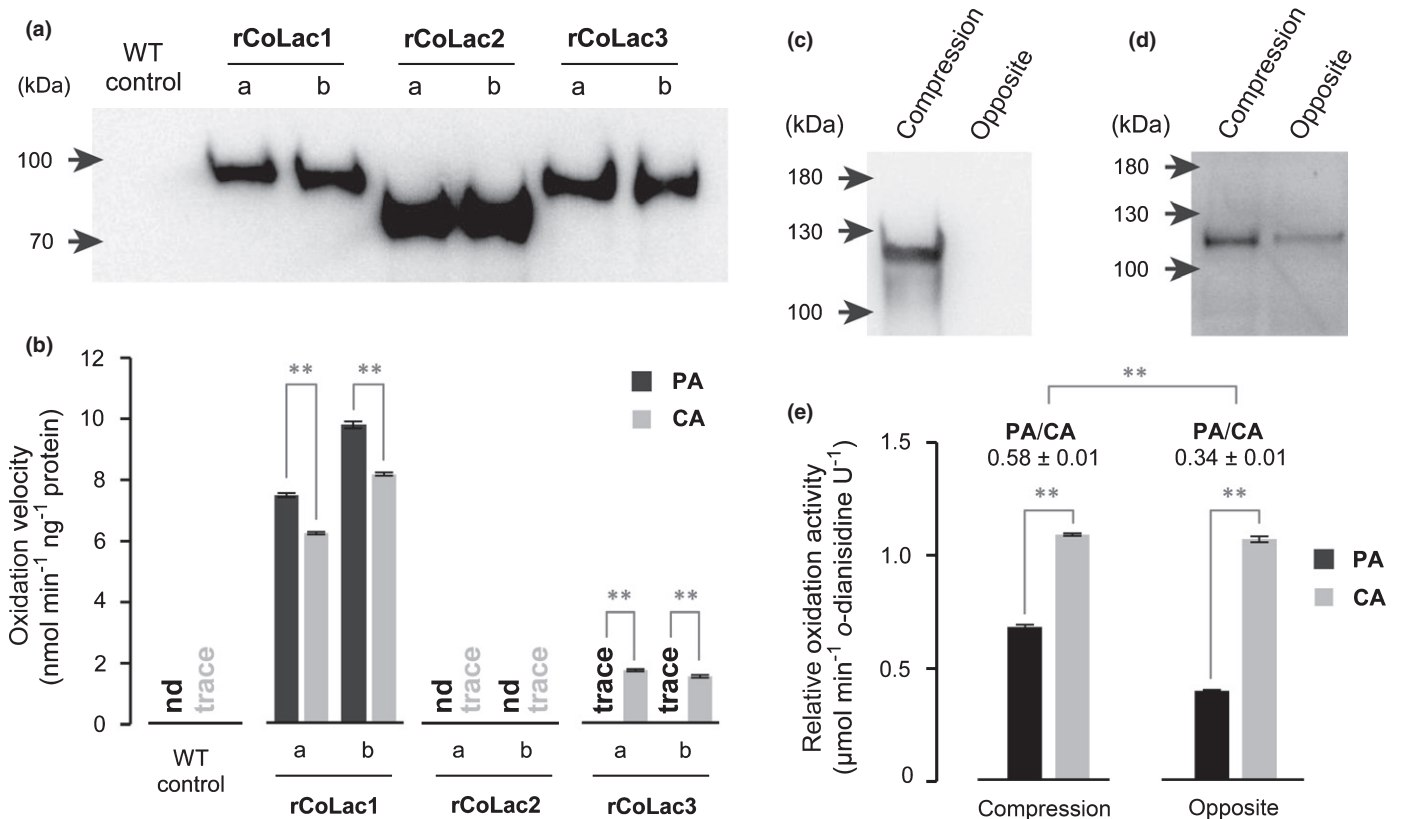 (a)
WT
control
rCoLac1
rCoLac2
rCoLac3
(kDa)
a b a b a b
100
70
(b)
Oxidation velocity
(nmol min⁻¹ ng⁻¹ protein)
12
10
8
6
4
2
0
** **
PA
CA
nd trace
nd trace nd trace
** **
trace trace
WT
control
a b a b a b
rCoLac1 rCoLac2 rCoLac3
(c)
(kDa)
Compression
Opposite
180
130
100
(d)
(kDa)
Compression
Opposite
180
130
100
(e)
**
PA/CA PA/CA
0.58 ± 0.01 0.34 ± 0.01
** **
Relative oxidation activity
(µmol min⁻¹ o-dianisidine U⁻¹)
1.5
1.0
0.5
0
PA
CA
Compression Opposite